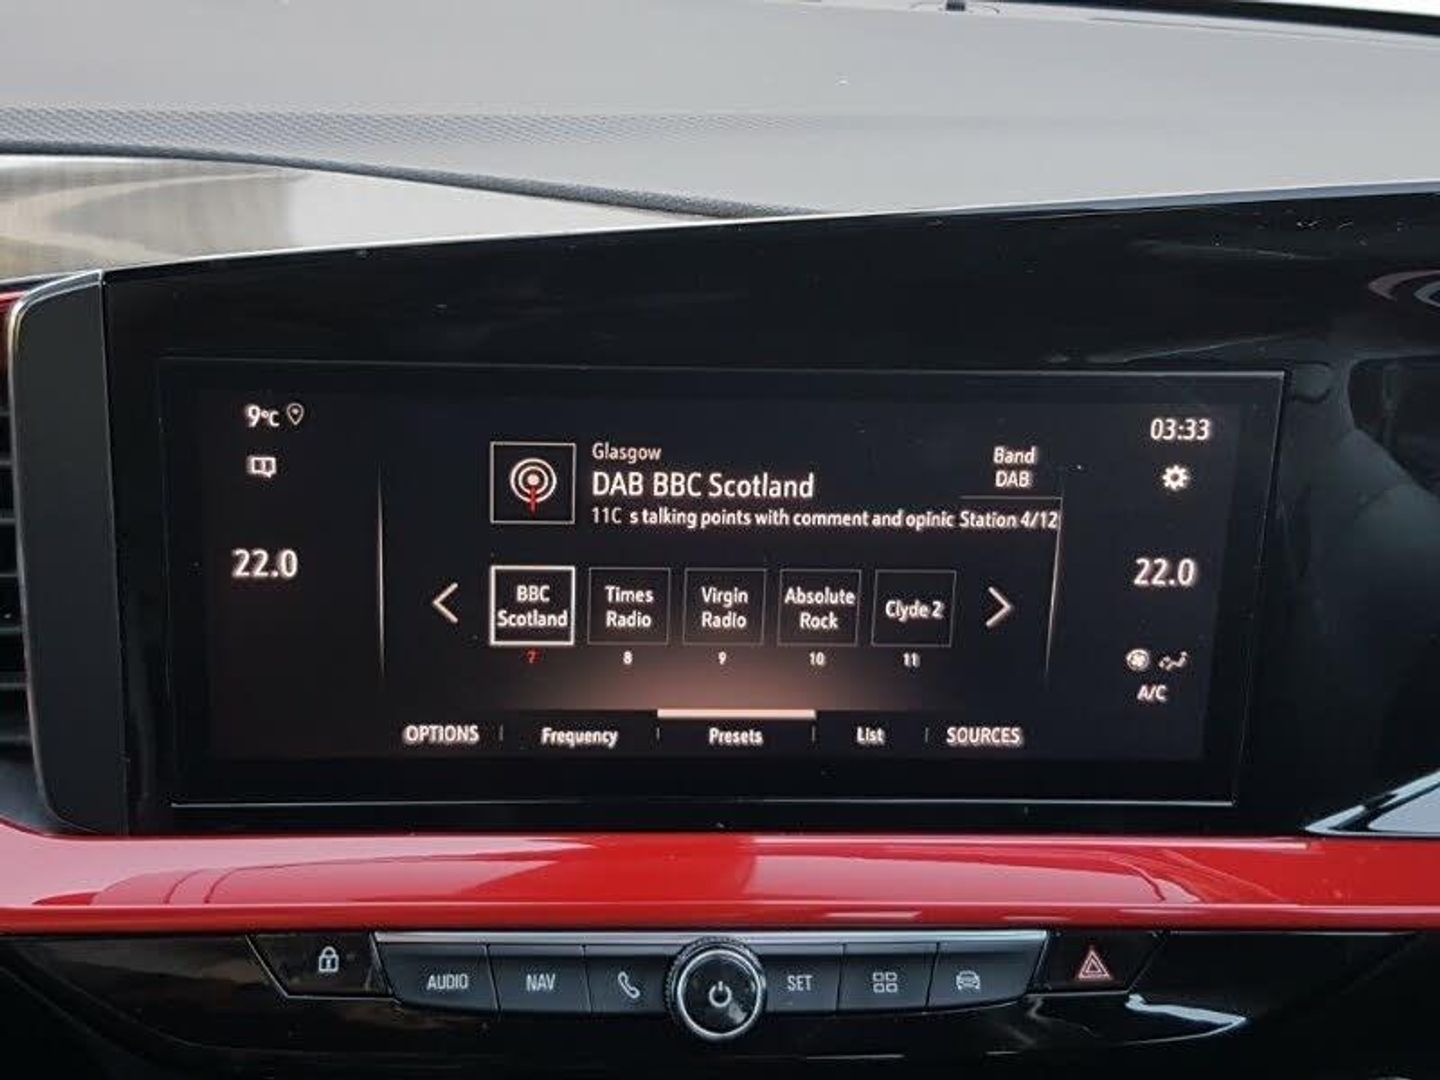 9°C
03:33
Glasgow
Band
DAB BBC Scotland
DAB
11C s talking points with comment and opinic Station 4/12
22.0
22.0
BBC Scotland
Times Radio
Virgin Radio
Absolute Rock
Clyde 2
7 8 9 10 11
A/C
OPTIONS Frequency Presets List SOURCES
AUDIO NAV SET